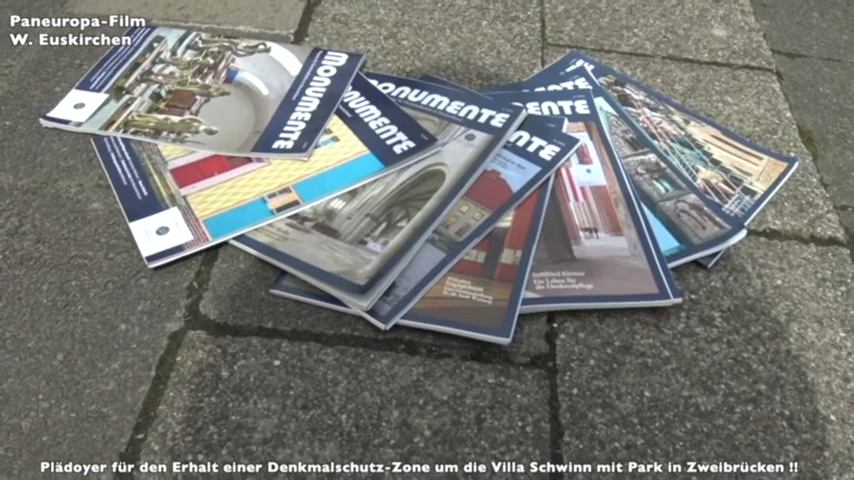 Paneuropa-Film
W. Euskirchen
MONUMENTE
MONUMENTE
MONUMENTE
ENTE
ENTE
Gottfried Kiesow
Ein Leben für
die Denkmalpflege
Plädoyer für den Erhalt einer Denkmalschutz-Zone um die Villa Schwinn mit Park in Zweibrücken !!